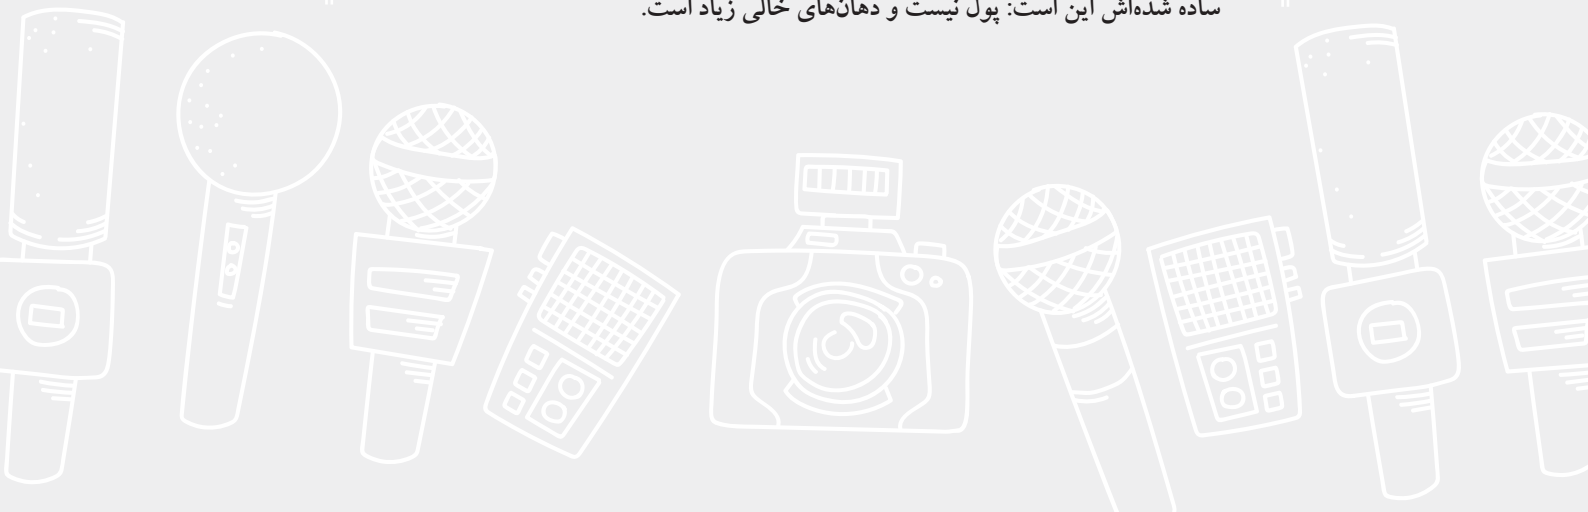 ساده شده‌اش این است: پول نیست و دهان‌های خالی زیاد است.